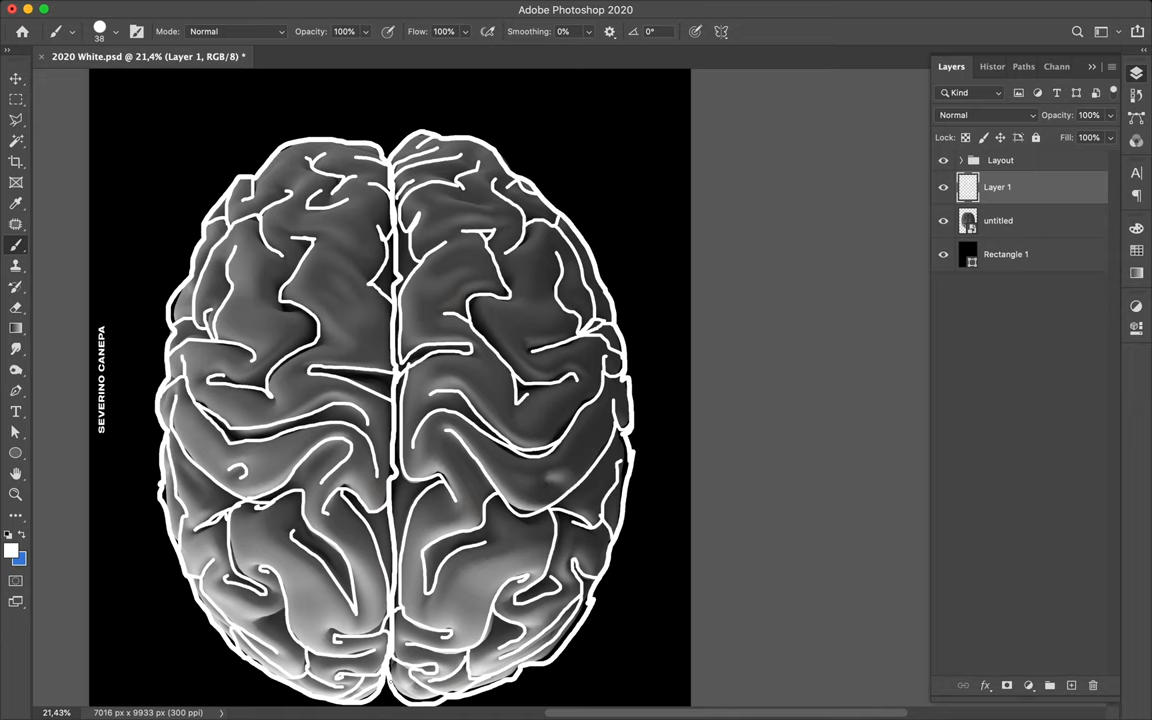 Adobe Photoshop 2020
38
Mode: Normal
Opacity: 100%
Flow: 100%
Smoothing: 0%
0°
2020 White.psd @ 21,4% (Layer 1, RGB/8) *
Layers
Histor
Paths
Chann
Kind
Normal
Opacity: 100%
Lock:
Fill: 100%
Layout
Layer 1
untitled
Rectangle 1
SEVERINO CANEPA
21,43%
7016 px x 9933 px (300 ppi)